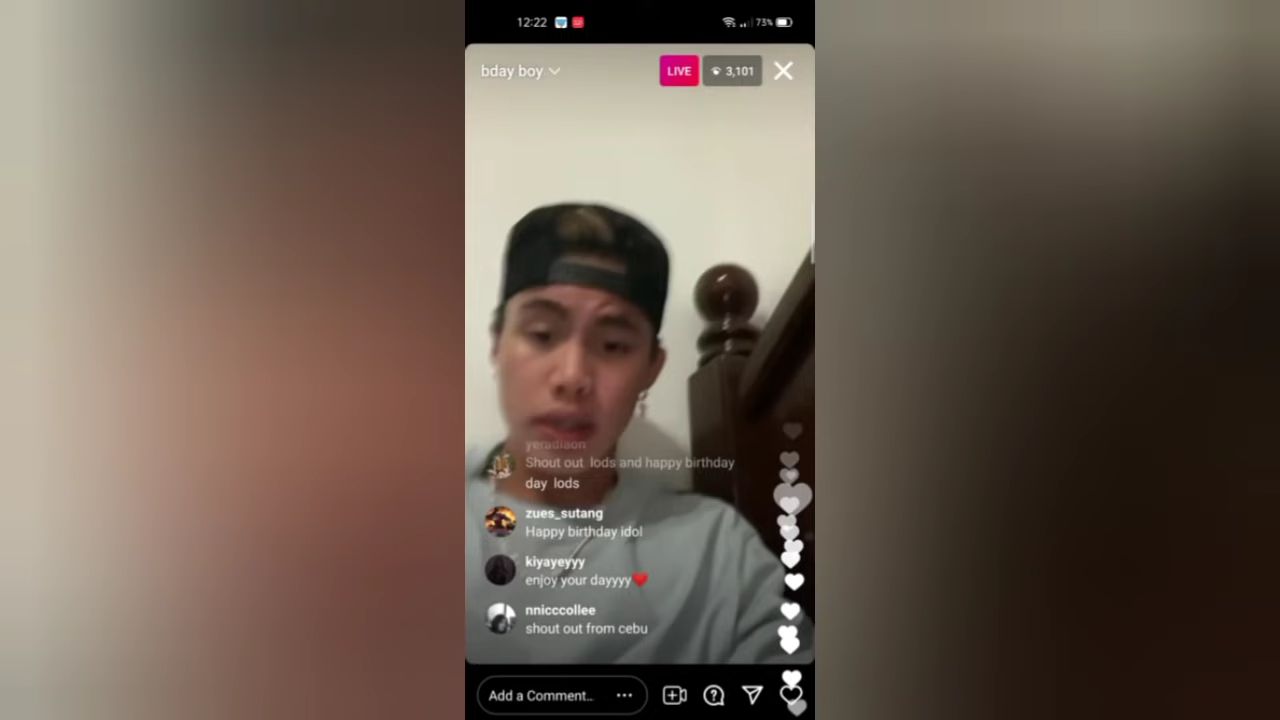 12:22
73%
bday boy
LIVE
3,101
yeradiaon
Shout out lods and happy birthday
day lods
zues_sutang
Happy birthday idol
kiyayeyyy
enjoy your dayyyy
nnicccollee
shout out from cebu
Add a Comment..